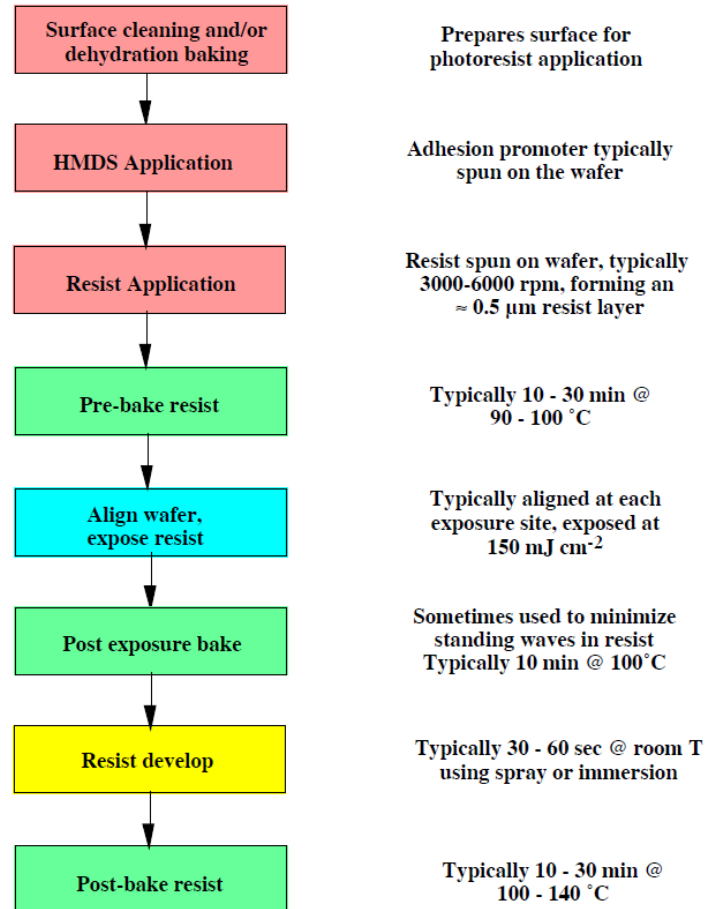 Surface cleaning and/or
dehydration baking
Prepares surface for
photoresist application
HMDS Application
Adhesion promoter typically
spun on the wafer
Resist Application
Resist spun on wafer, typically
3000-6000 rpm, forming an
≈ 0.5 µm resist layer
Pre-bake resist
Typically 10 - 30 min @
90 - 100 ˚C
Align wafer,
expose resist
Typically aligned at each
exposure site, exposed at
150 mJ cm-2
Post exposure bake
Sometimes used to minimize
standing waves in resist
Typically 10 min @ 100˚C
Resist develop
Typically 30 - 60 sec @ room T
using spray or immersion
Post-bake resist
Typically 10 - 30 min @
100 - 140 ˚C